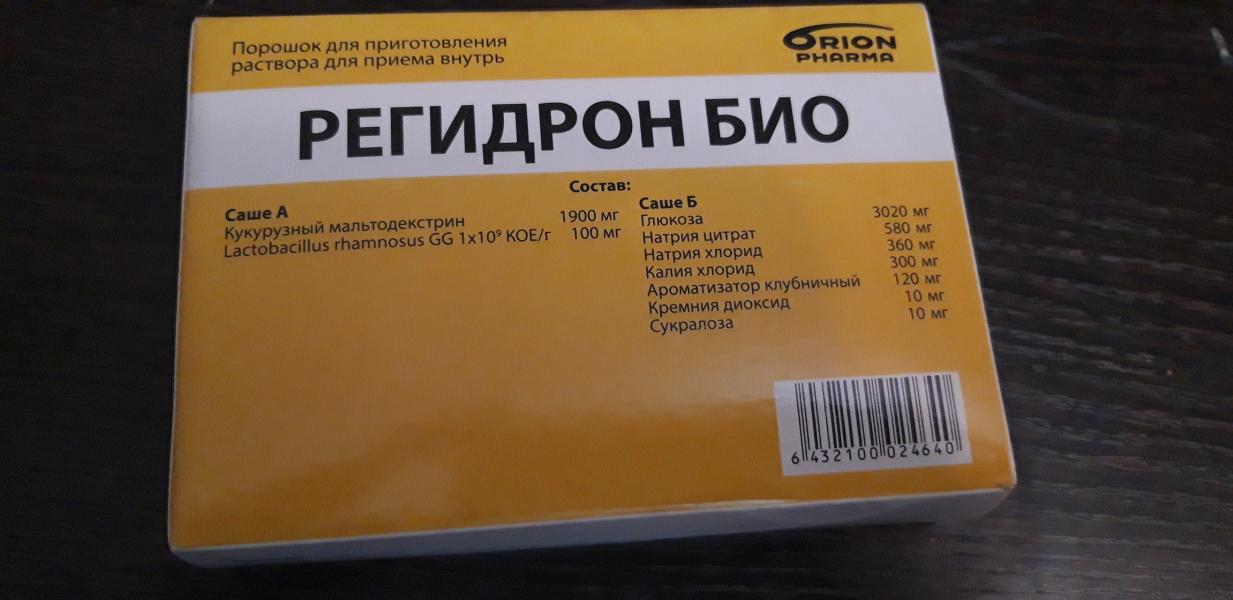 Порошок для приготовления
раствора для приема внутрь
ORION
PHARMA
РЕГИДРОН БИО
Состав:
Саше А
Кукурузный мальтодекстрин 1900 мг
Lactobacillus rhamnosus GG 1x10⁹ КОЕ/г 100 мг
Саше Б
Глюкоза 3020 мг
Натрия цитрат 580 мг
Натрия хлорид 360 мг
Калия хлорид 300 мг
Ароматизатор клубничный 120 мг
Кремния диоксид 10 мг
Сукралоза 10 мг
6 432100 024640